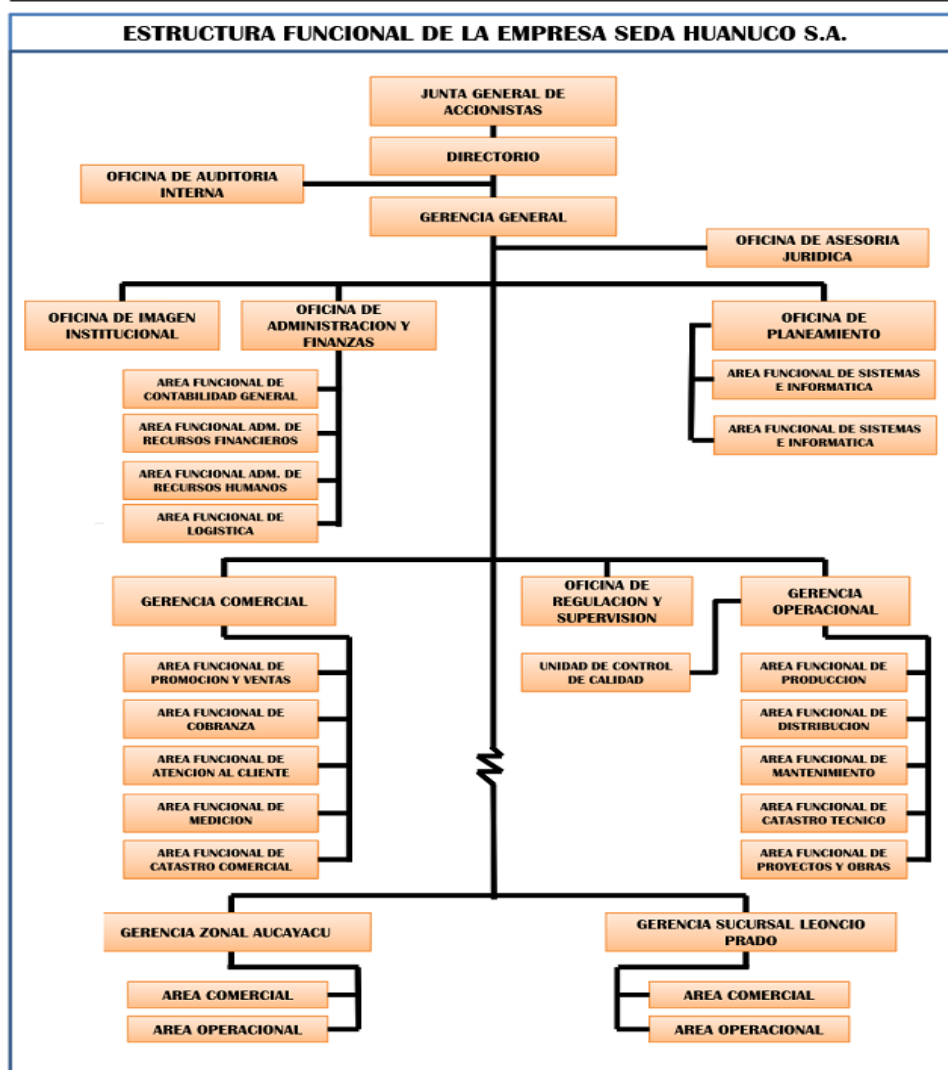 ESTRUCTURA FUNCIONAL DE LA EMPRESA SEDA HUANUCO S.A.
JUNTA GENERAL DE
ACCIONISTAS
DIRECTORIO
OFICINA DE AUDITORIA
INTERNA
GERENCIA GENERAL
OFICINA DE ASESORIA
JURIDICA
OFICINA DE IMAGEN
INSTITUCIONAL
OFICINA DE
ADMINISTRACION Y
FINANZAS
OFICINA DE
PLANEAMIENTO
AREA FUNCIONAL DE
CONTABILIDAD GENERAL
AREA FUNCIONAL ADM. DE
RECURSOS FINANCIEROS
AREA FUNCIONAL ADM. DE
RECURSOS HUMANOS
AREA FUNCIONAL DE
LOGISTICA
AREA FUNCIONAL DE SISTEMAS
E INFORMATICA
AREA FUNCIONAL DE SISTEMAS
E INFORMATICA
GERENCIA COMERCIAL
OFICINA DE
REGULACION Y
SUPERVISION
GERENCIA
OPERACIONAL
AREA FUNCIONAL DE
PROMOCION Y VENTAS
AREA FUNCIONAL DE
COBRANZA
AREA FUNCIONAL DE
ATENCION AL CLIENTE
AREA FUNCIONAL DE
MEDICION
AREA FUNCIONAL DE
CATASTRO COMERCIAL
UNIDAD DE CONTROL
DE CALIDAD
AREA FUNCIONAL DE
PRODUCCION
AREA FUNCIONAL DE
DISTRIBUCION
AREA FUNCIONAL DE
MANTENIMIENTO
AREA FUNCIONAL DE
CATASTRO TECNICO
AREA FUNCIONAL DE
PROYECTOS Y OBRAS
GERENCIA ZONAL AUCAYACU
AREA COMERCIAL
AREA OPERACIONAL
GERENCIA SUCURSAL LEONCIO
PRADO
AREA COMERCIAL
AREA OPERACIONAL